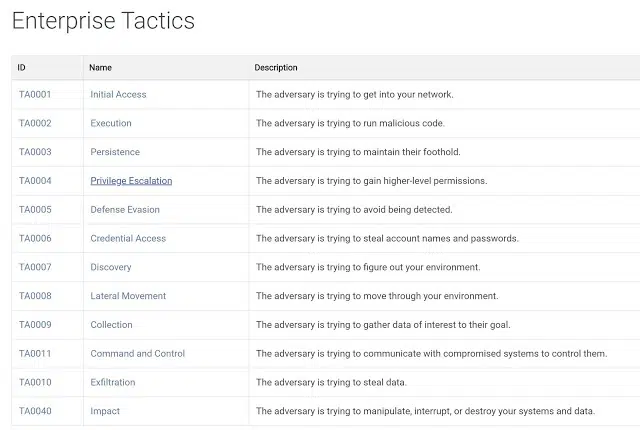 Enterprise Tactics
ID Name Description
TA0001 Initial Access The adversary is trying to get into your network.
TA0002 Execution The adversary is trying to run malicious code.
TA0003 Persistence The adversary is trying to maintain their foothold.
TA0004 Privilege Escalation The adversary is trying to gain higher-level permissions.
TA0005 Defense Evasion The adversary is trying to avoid being detected.
TA0006 Credential Access The adversary is trying to steal account names and passwords.
TA0007 Discovery The adversary is trying to figure out your environment.
TA0008 Lateral Movement The adversary is trying to move through your environment.
TA0009 Collection The adversary is trying to gather data of interest to their goal.
TA0011 Command and Control The adversary is trying to communicate with compromised systems to control them.
TA0010 Exfiltration The adversary is trying to steal data.
TA0040 Impact The adversary is trying to manipulate, interrupt, or destroy your systems and data.